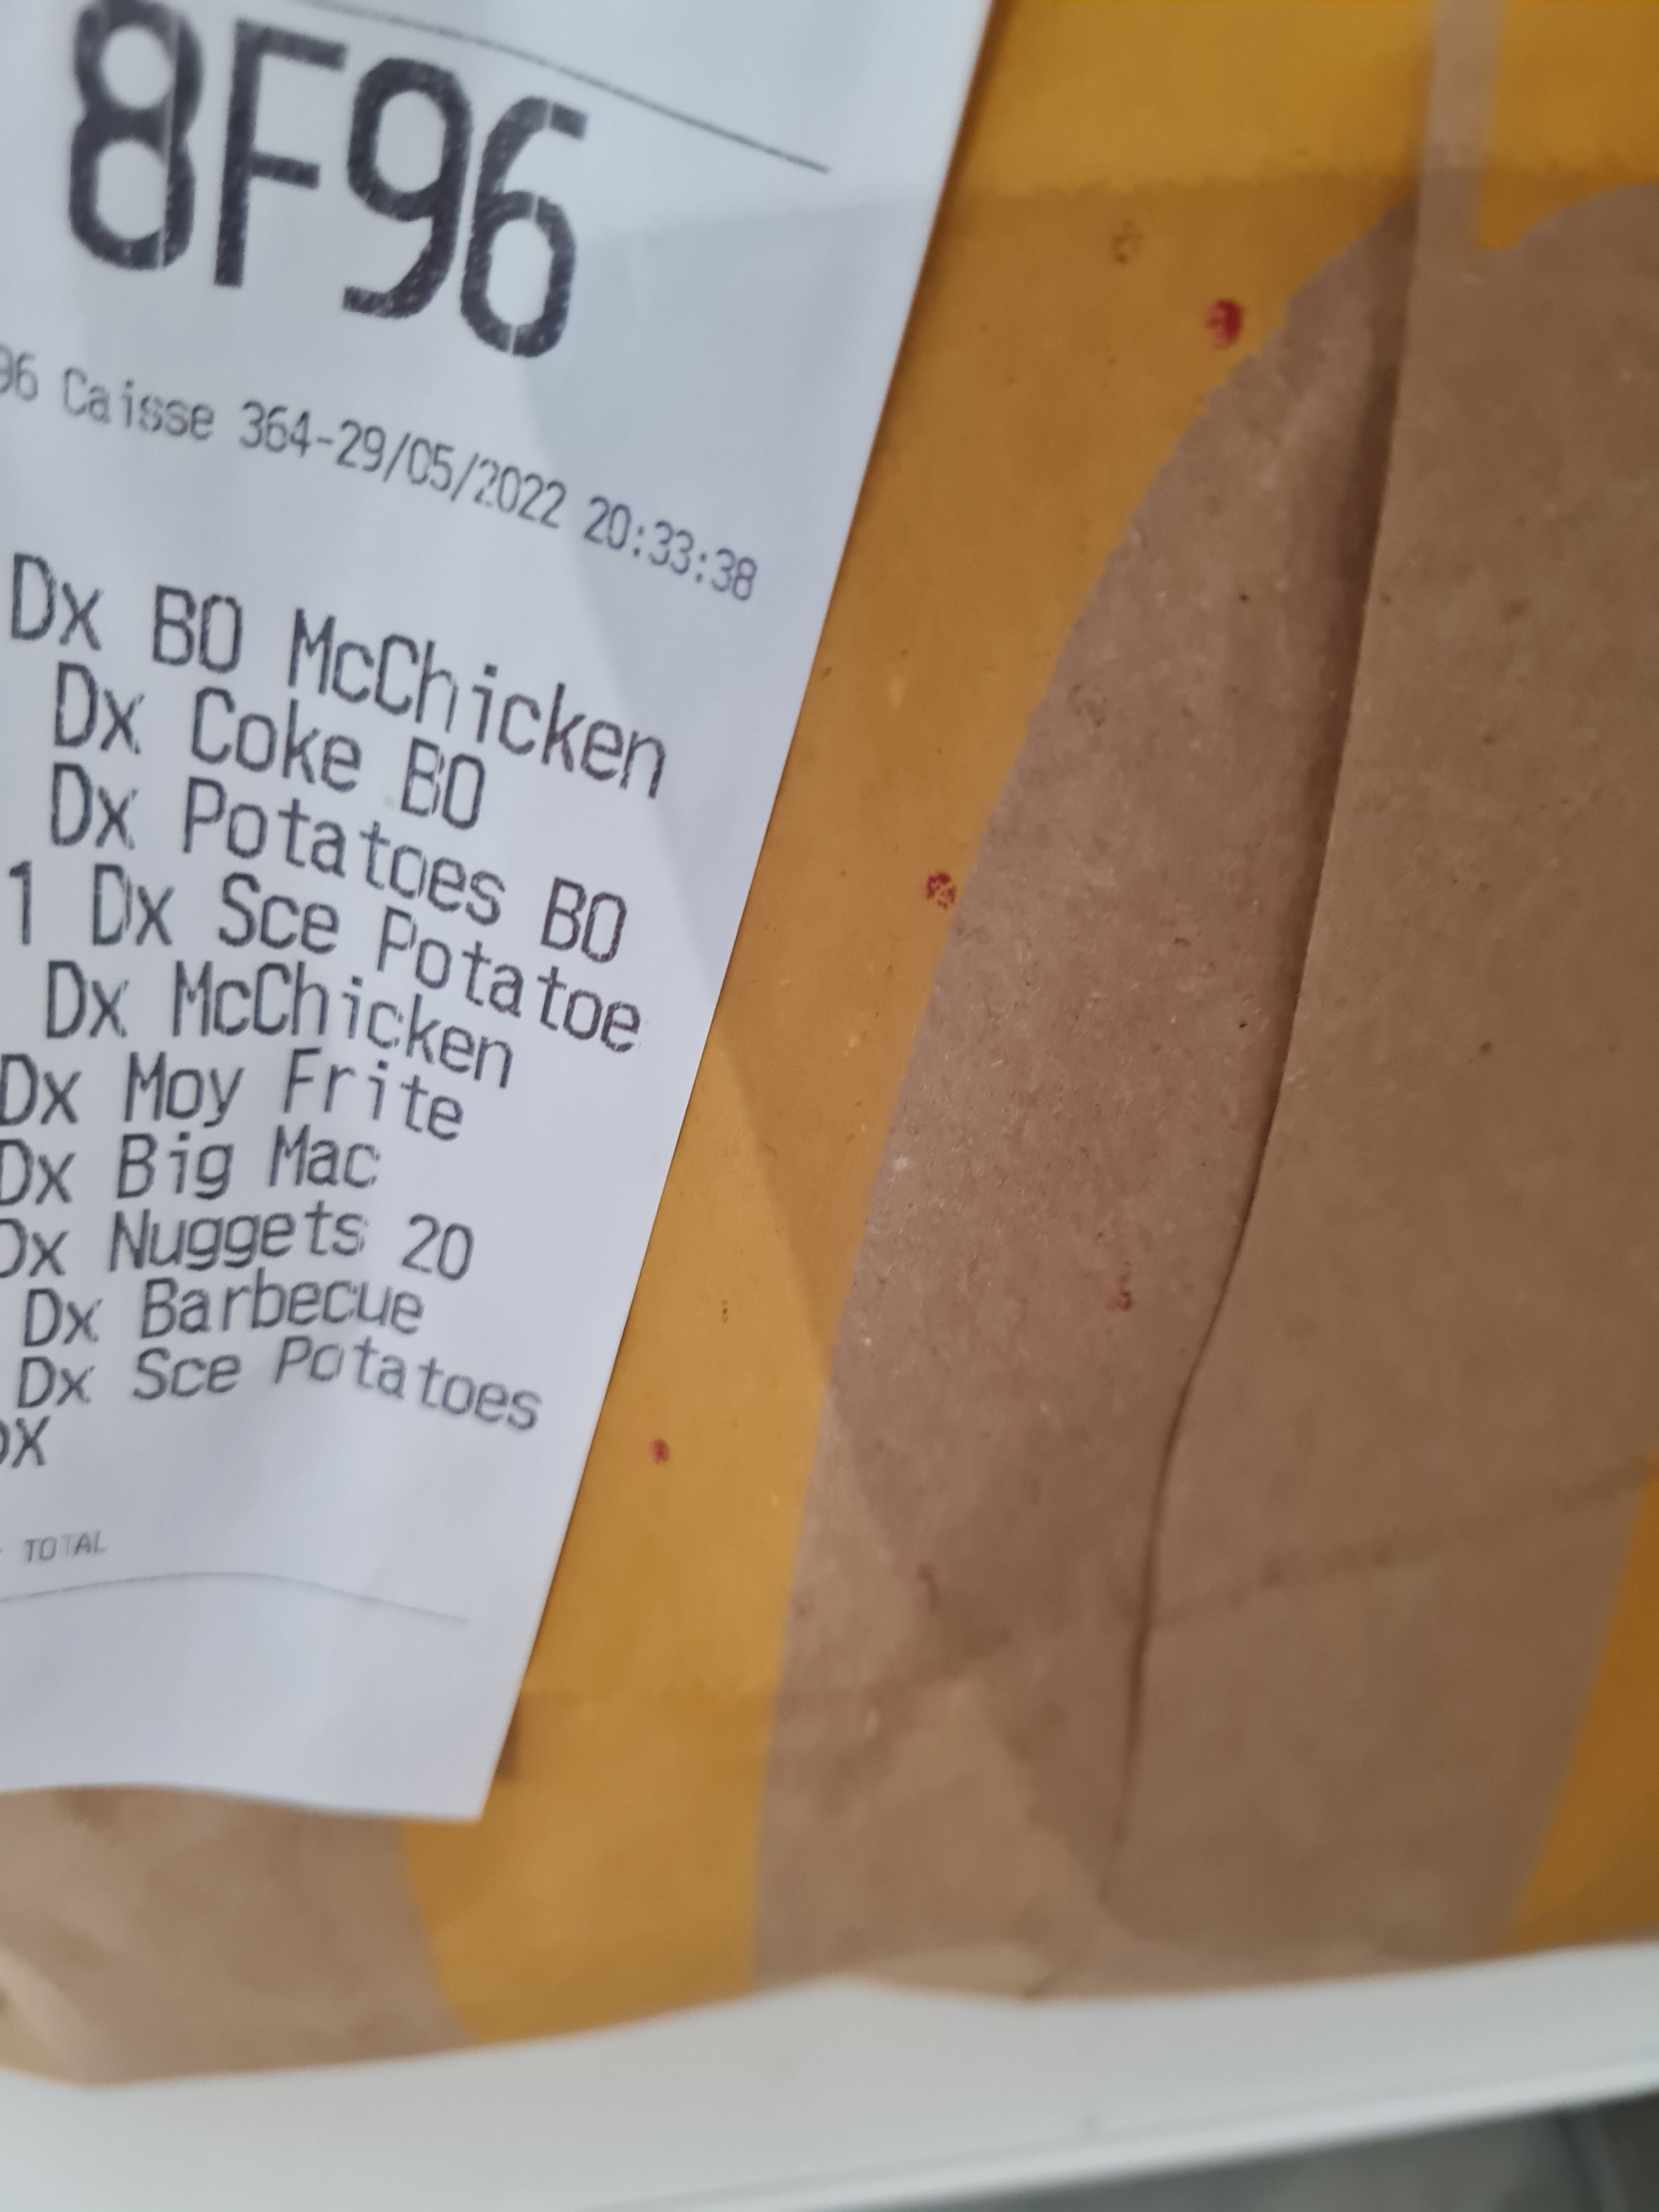 8F96
96 Caisse 364-29/05/2022 20:33:38
Dx BO McChicken
Dx Coke BO
Dx Potatoes BO
1 Dx Sce Potatoe
Dx McChicken
Dx Moy Frite
Dx Big Mac
Dx Nuggets 20
Dx Barbecue
Dx Sce Potatoes
TOTAL